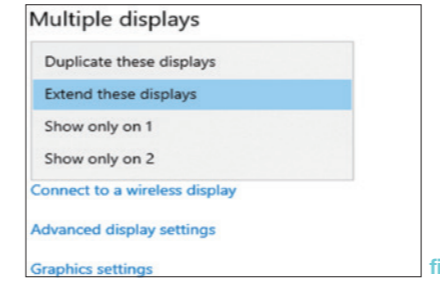 Multiple displays
Duplicate these displays
Extend these displays
Show only on 1
Show only on 2
Connect to a wireless display
Advanced display settings
Graphics settings
fi